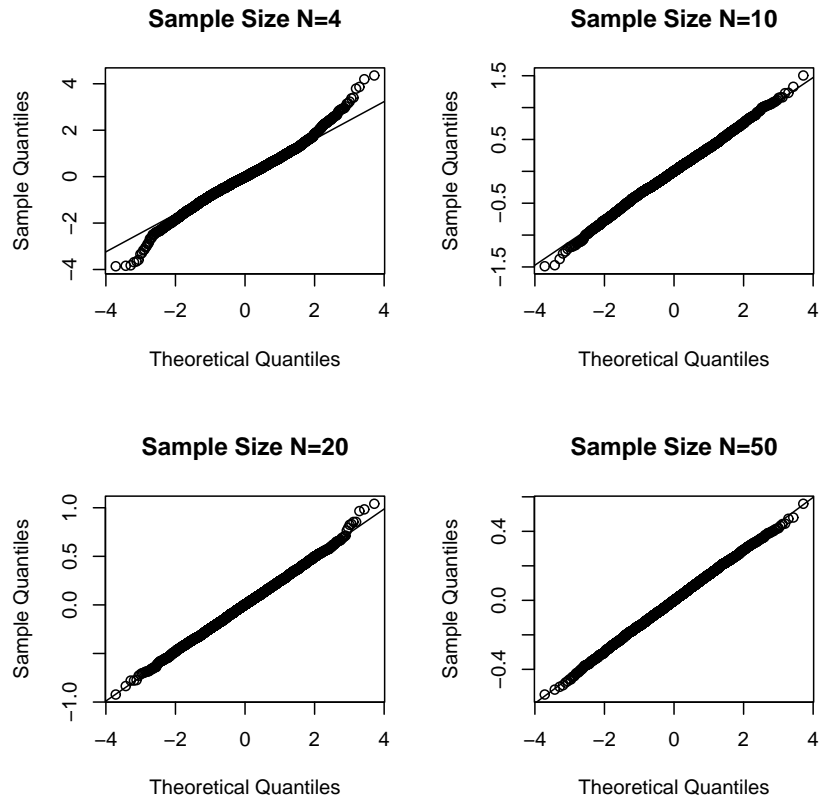 Sample Size N=4
Sample Quantiles
4
2
0
−2
−4
−4 −2 0 2 4
Theoretical Quantiles
Sample Size N=10
Sample Quantiles
1.5
0.5
−0.5
−1.5
−4 −2 0 2 4
Theoretical Quantiles
Sample Size N=20
Sample Quantiles
1.0
0.5
0.0
−1.0
−4 −2 0 2 4
Theoretical Quantiles
Sample Size N=50
Sample Quantiles
0.4
0.0
−0.4
−4 −2 0 2 4
Theoretical Quantiles